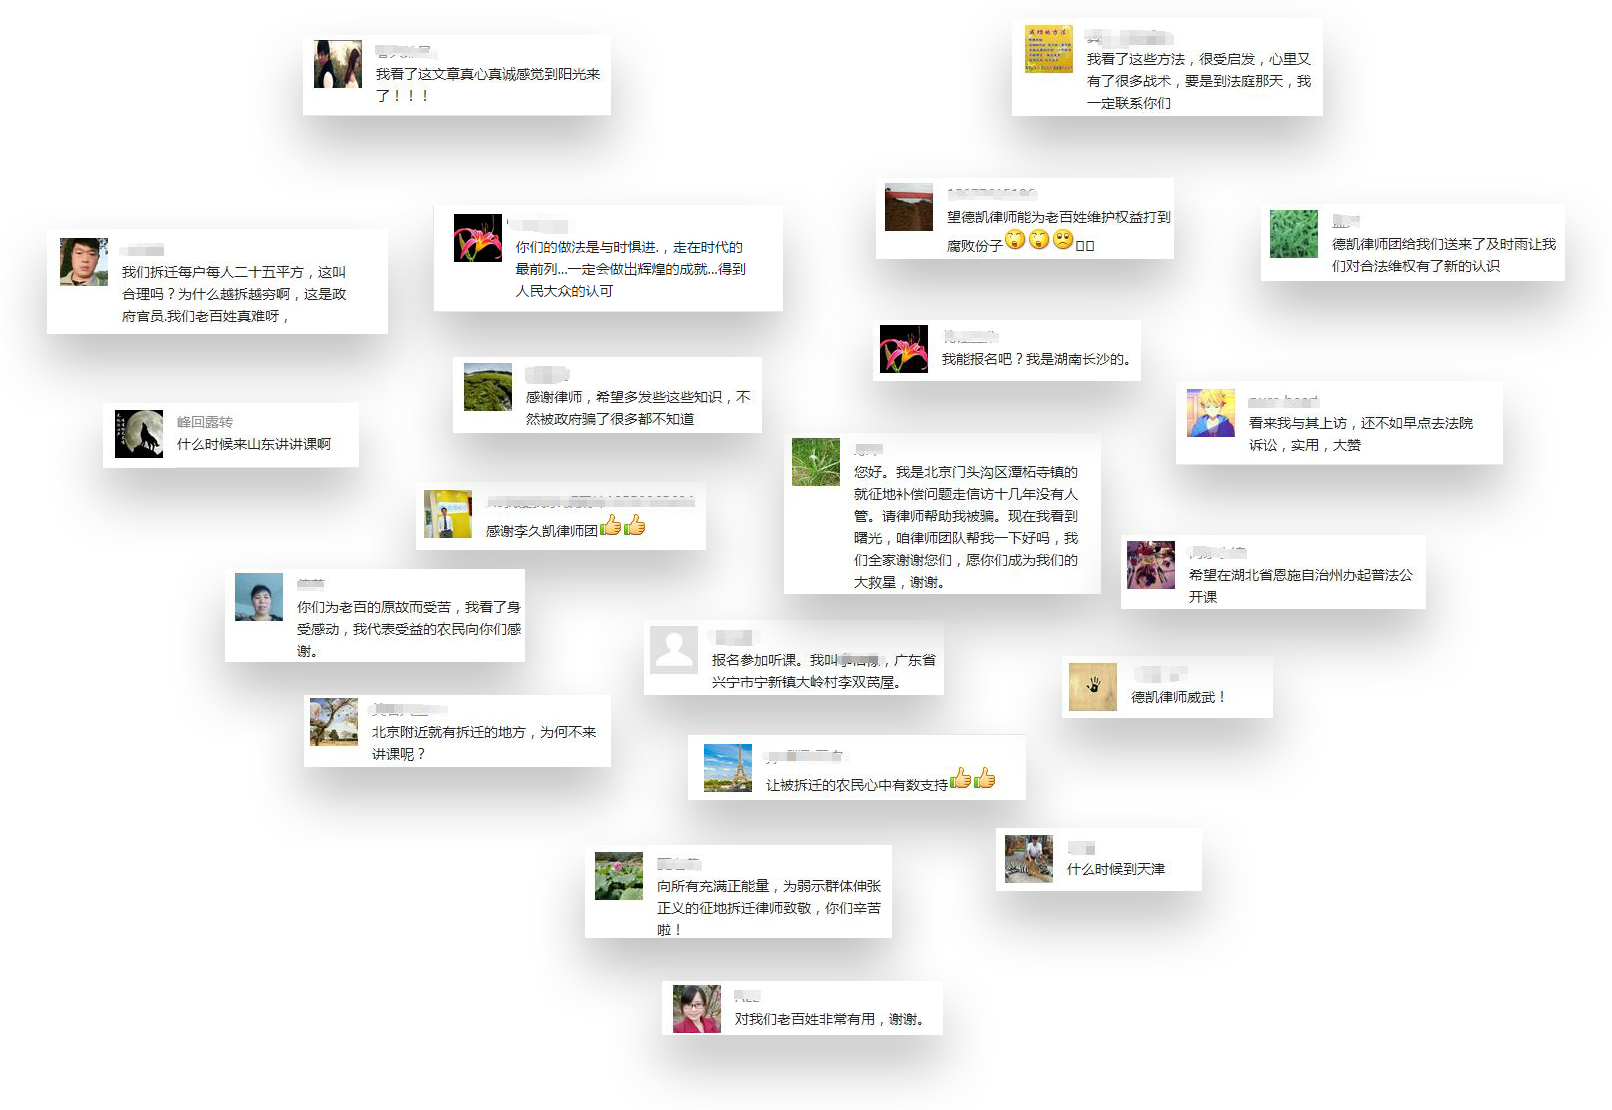 我看了这文章真心真诚感觉到阳光来
了！！！
成功的方法
我看了这些方法，很受启发，心里又
有了很多战术，要是到法庭那天，我
一定联系你们
望德凯律师能为老百姓维护权益打到
腐败份子
德凯律师团给我们送来了及时雨让我
们对合法维权有了新的认识
你们的做法是与时惧进.，走在时代的
最前列...一定会做出辉煌的成就...得到
人民大众的认可
我们拆迁每户每人二十五平方，这叫
合理吗？为什么越拆越穷啊，这是政
府官员.我们老百姓真难呀，
我能报名吧？我是湖南长沙的。
感谢律师，希望多发些这些知识，不
然被政府骗了很多都不知道
看来我与其上访，还不如早点去法院
诉讼，实用，大赞
峰回露转
什么时候来山东讲讲课啊
您好。我是北京门头沟区潭柘寺镇的
就征地补偿问题走信访十几年没有人
管。请律师帮助我被骗。现在我看到
曙光，咱律师团队帮我一下好吗，我
们全家谢谢您们，愿你们成为我们的
大救星，谢谢。
感谢李久凯律师团
希望在湖北省恩施自治州办起普法公
开课
你们为老百的原故而受苦，我看了身
受感动，我代表受益的农民向你们感
谢。
报名参加听课。我叫，广东省
兴宁市宁新镇大岭村李双茼屋。
德凯律师威武！
北京附近就有拆迁的地方，为何不来
讲课呢？
让被拆迁的农民心中有数支持
什么时候到天津
向所有充满正能量，为弱示群体伸张
正义的征地拆迁律师致敬，你们辛苦
啦！
对我们老百姓非常有用，谢谢。